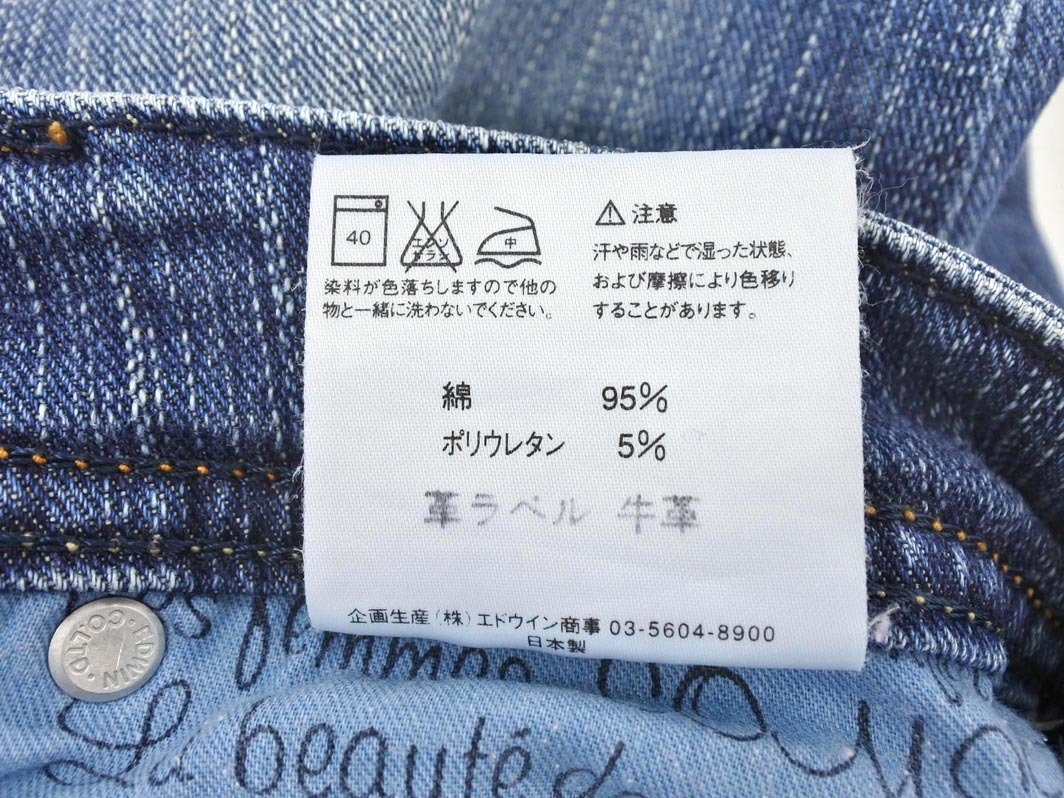 40
エンソ
サラシ
中
染料が色落ちしますので他の
物と一緒に洗わないでください。
⚠ 注意
汗や雨などで湿った状態、
および摩擦により色移り
することがあります。
綿 95%
ポリウレタン 5%
革ラベル 牛革
企画生産(株)エドウイン商事 03-5604-8900
日本製
EDWIN CO.LTD.
femmes
La beauté de